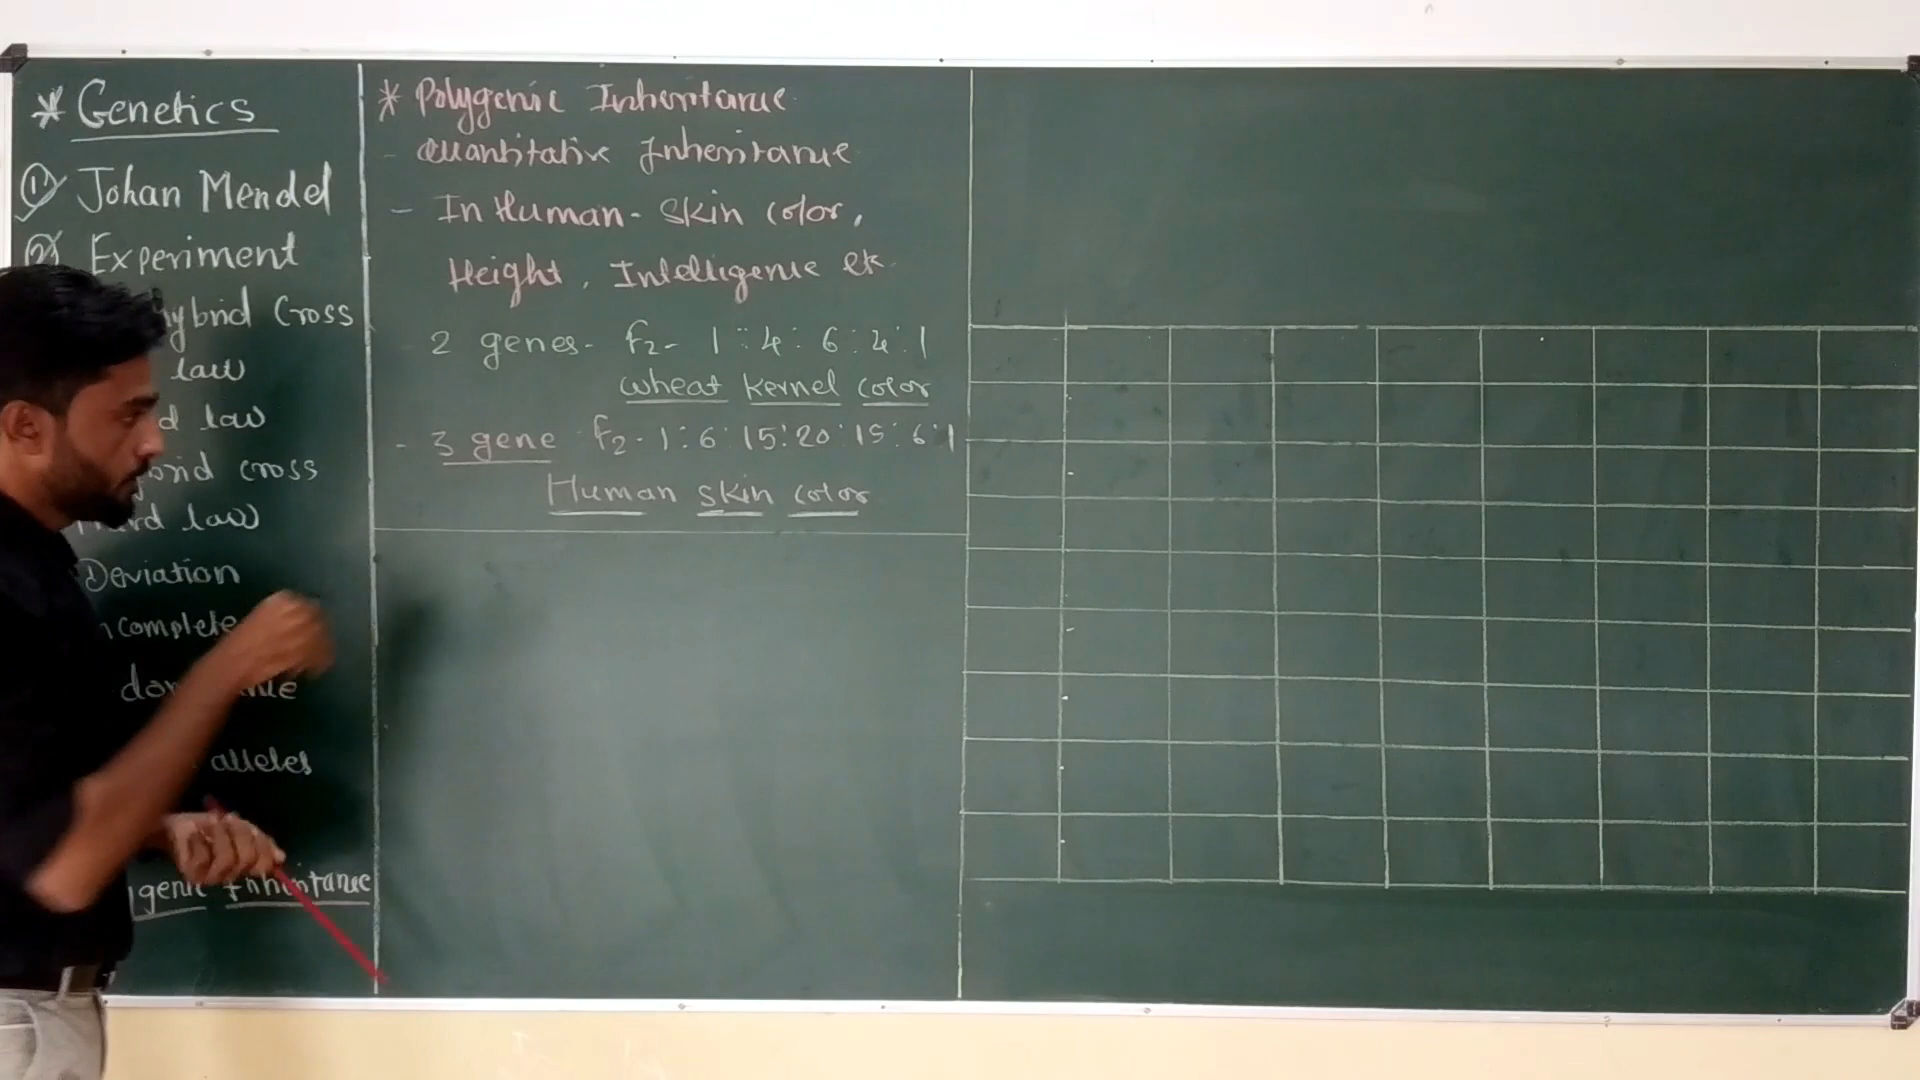 * Genetics
① Johan Mendel
② Experiment
hybrid Cross
law
d law
brid cross
rd law
Deviation
complete
alleles
genic Inheritance
* Polygenic Inheritance
- Quantitative Inheritance
- In Human - Skin color,
Height, Intelligence etc
2 genes - F2 - 1 : 4 : 6 : 4 : 1
wheat kernel color
- 3 gene F2 - 1 : 6 : 15 : 20 : 15 : 6 : 1
Human skin color